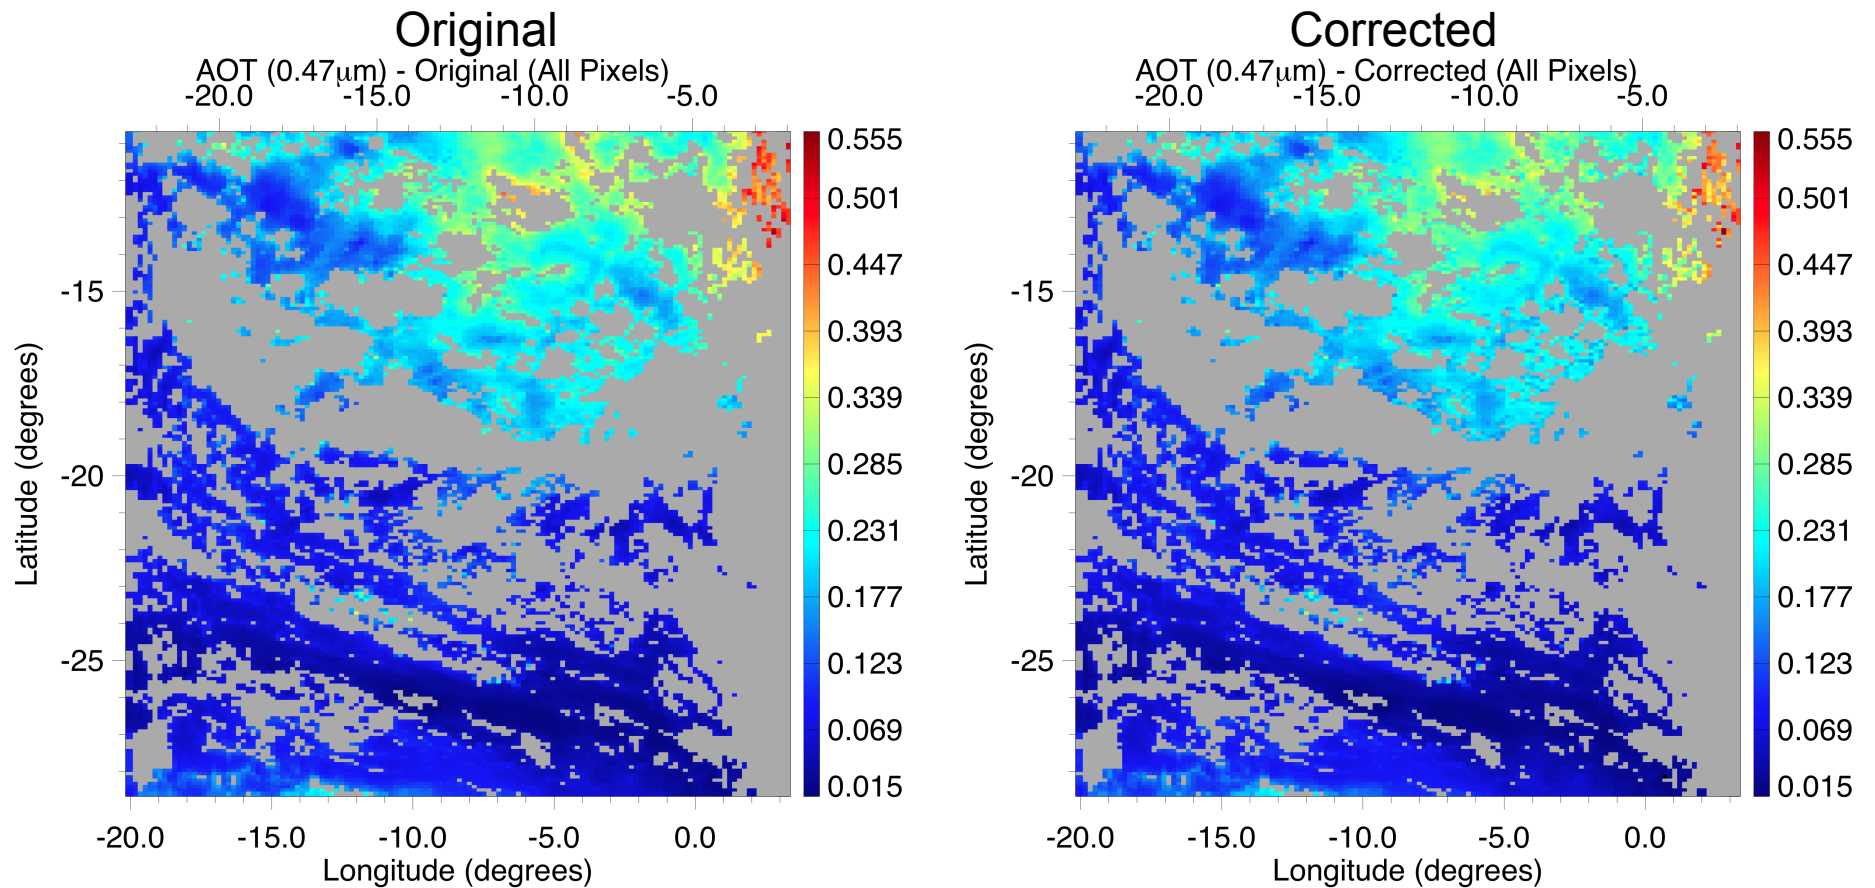 Original
AOT (0.47μm) - Original (All Pixels)
-20.0 -15.0 -10.0 -5.0
0.555
0.501
0.447
0.393
0.339
0.285
0.231
0.177
0.123
0.069
0.015
-15
-20
-25
Latitude (degrees)
-20.0 -15.0 -10.0 -5.0 0.0
Longitude (degrees)
Corrected
AOT (0.47μm) - Corrected (All Pixels)
-20.0 -15.0 -10.0 -5.0
0.555
0.501
0.447
0.393
0.339
0.285
0.231
0.177
0.123
0.069
0.015
-15
-20
-25
Latitude (degrees)
-20.0 -15.0 -10.0 -5.0 0.0
Longitude (degrees)